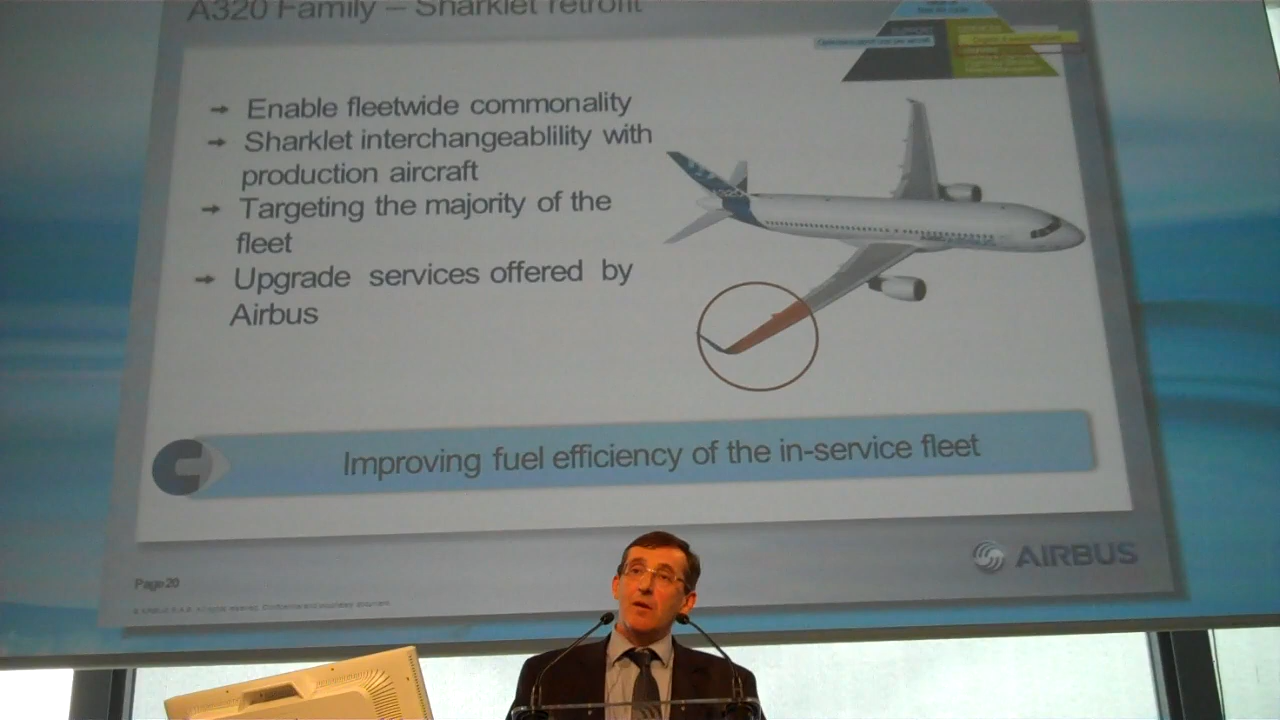 A320 Family – Sharklet retrofit
Enable fleetwide commonality
Sharklet interchangeablility with
production aircraft
Targeting the majority of the
fleet
Upgrade services offered by
Airbus
Improving fuel efficiency of the in-service fleet
Page 20
AIRBUS